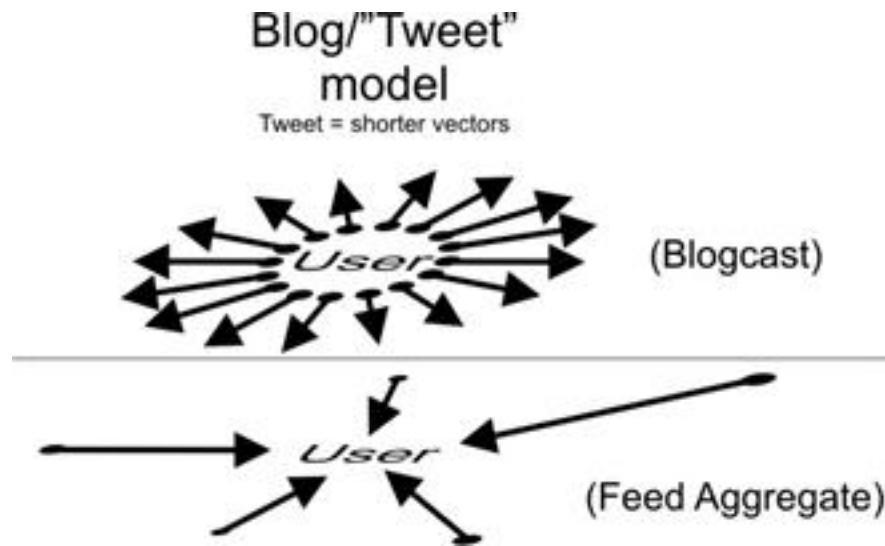 Blog/"Tweet"
model
Tweet = shorter vectors
User
(Blogcast)
User
(Feed Aggregate)